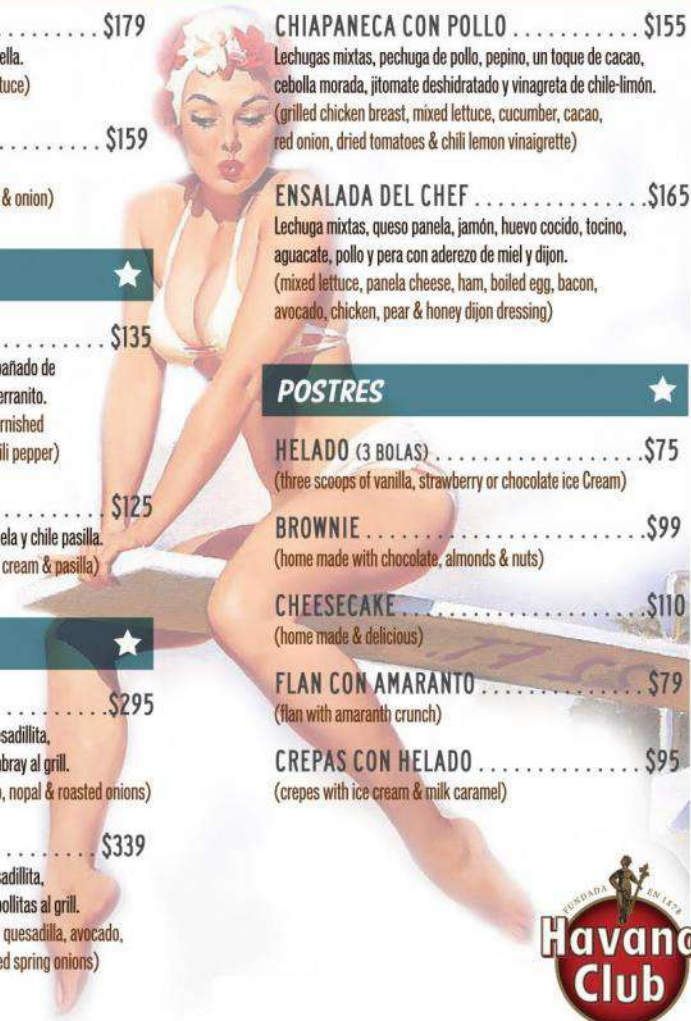 $179
ella.
tuce)
$159
& onion)
$135
pañado de
erranito.
rnished
ili pepper)
$125
ela y chile pasilla.
cream & pasilla)
$295
sadillita,
bray al grill.
o, nopal & roasted onions)
$339
sadillita,
ollitas al grill.
quesadilla, avocado,
ed spring onions)
CHIAPANECA CON POLLO ........... $155
Lechugas mixtas, pechuga de pollo, pepino, un toque de cacao,
cebolla morada, jitomate deshidratado y vinagreta de chile-limón.
(grilled chicken breast, mixed lettuce, cucumber, cacao,
red onion, dried tomatoes & chili lemon vinaigrette)
ENSALADA DEL CHEF ............... $165
Lechuga mixtas, queso panela, jamón, huevo cocido, tocino,
aguacate, pollo y pera con aderezo de miel y dijon.
(mixed lettuce, panela cheese, ham, boiled egg, bacon,
avocado, chicken, pear & honey dijon dressing)
POSTRES
HELADO (3 BOLAS) .................. $75
(three scoops of vanilla, strawberry or chocolate ice Cream)
BROWNIE ........................ $99
(home made with chocolate, almonds & nuts)
CHEESECAKE ..................... $110
(home made & delicious)
FLAN CON AMARANTO ............. $79
(flan with amaranth crunch)
CREPAS CON HELADO .............. $95
(crepes with ice cream & milk caramel)
FUNDADA EN 1878
Havana
Club